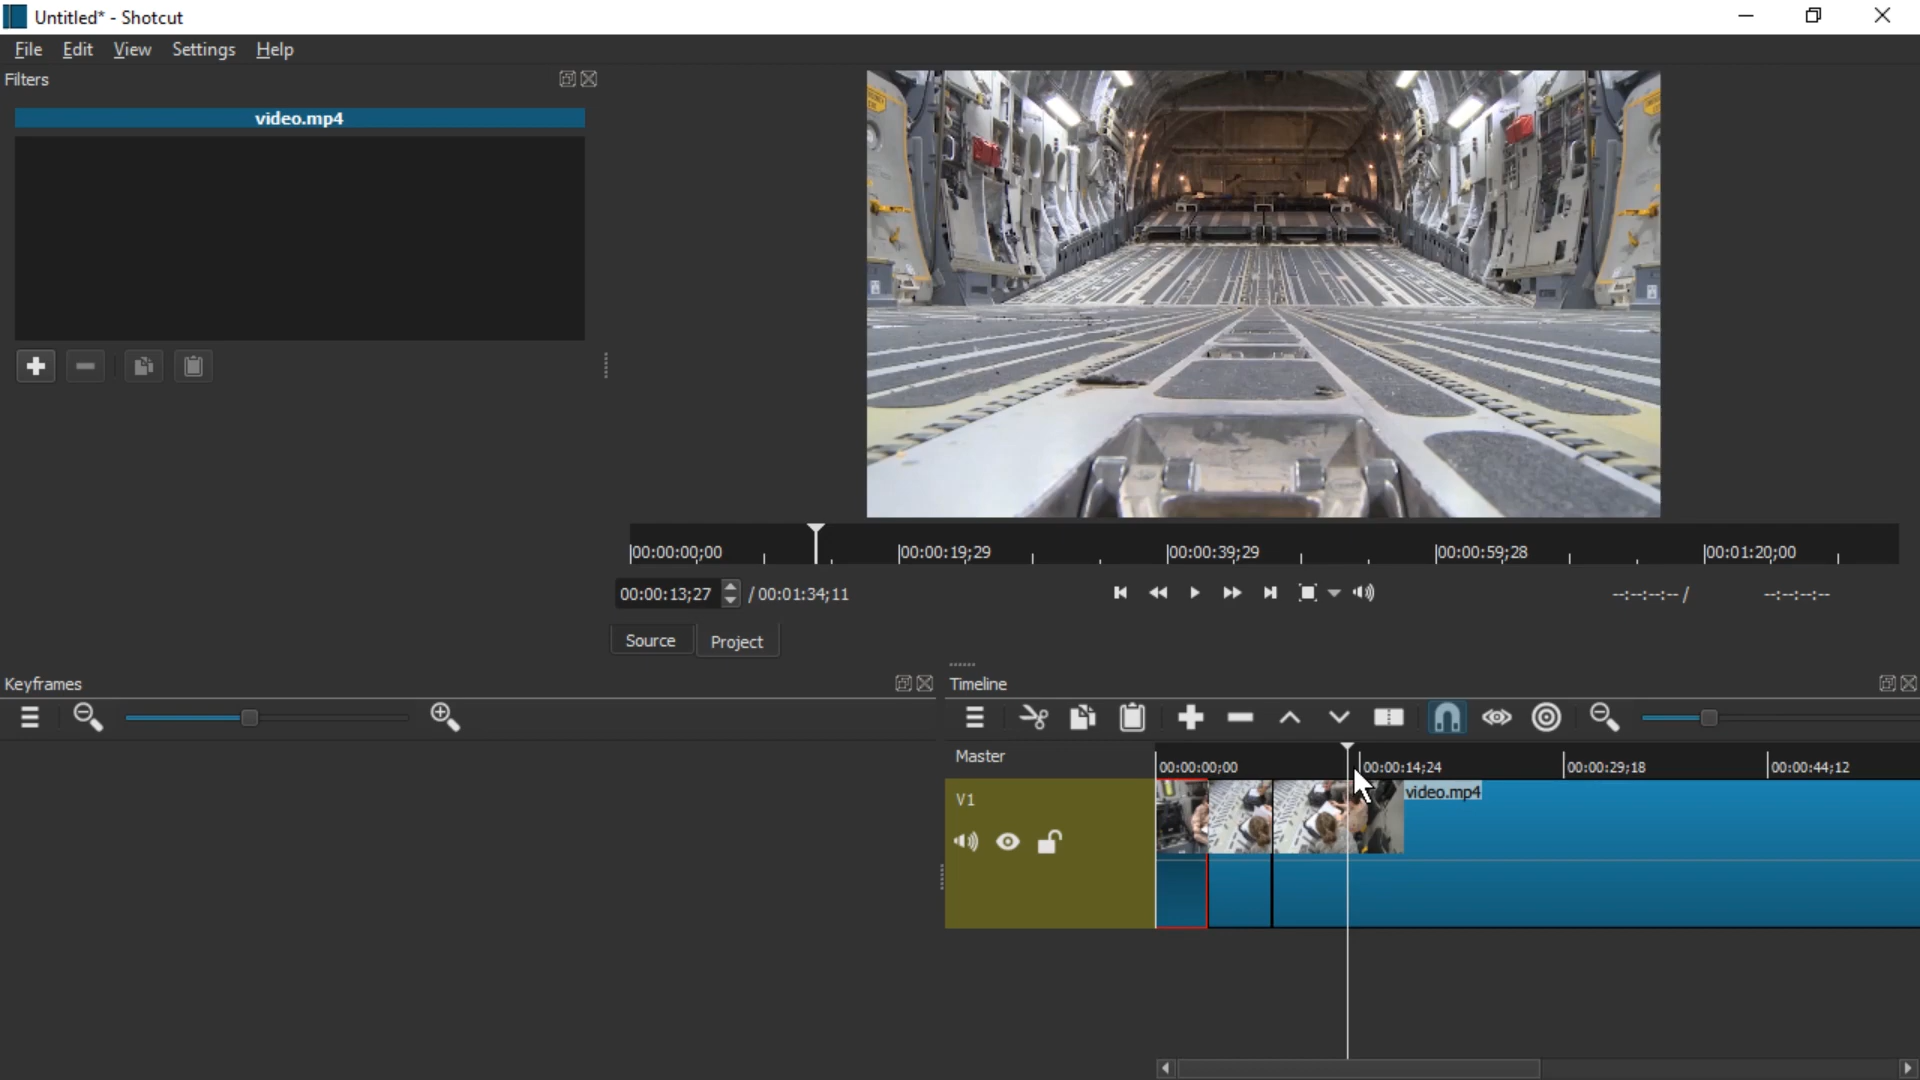 Untitled* - Shotcut
File Edit View Settings Help
Filters
video.mp4
00:00:00;00 00:00:19;29 00:00:39;29 00:00:59;28 00:01:20;00
00:00:13;27 / 00:01:34;11 --:--:--:-- / --:--:--:--
Source Project
Keyframes
Timeline
Master
00:00:00;00 00:00:14;24 00:00:29;18 00:00:44;12
V1
video.mp4